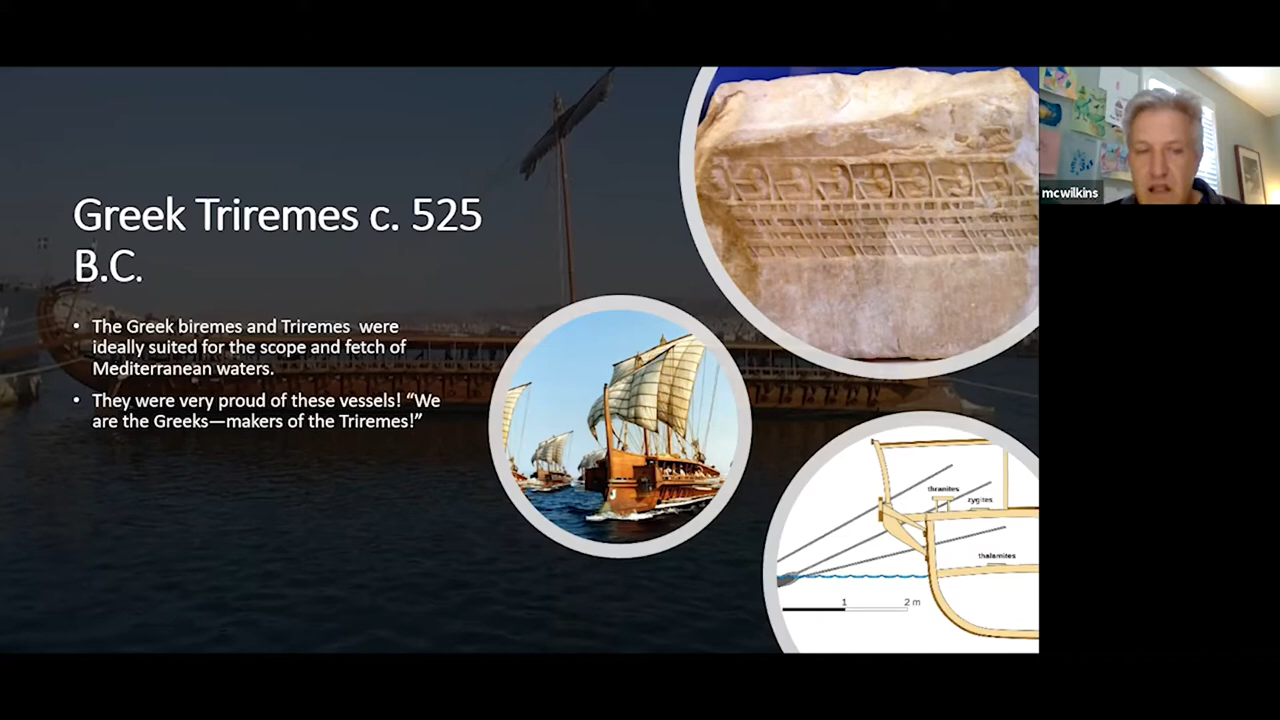 Greek Triremes c. 525
B.C.
• The Greek biremes and Triremes were
ideally suited for the scope and fetch of
Mediterranean waters.
• They were very proud of these vessels! “We
are the Greeks—makers of the Triremes!”
thranites
zygites
thalamites
1
2 m
mcwilkins